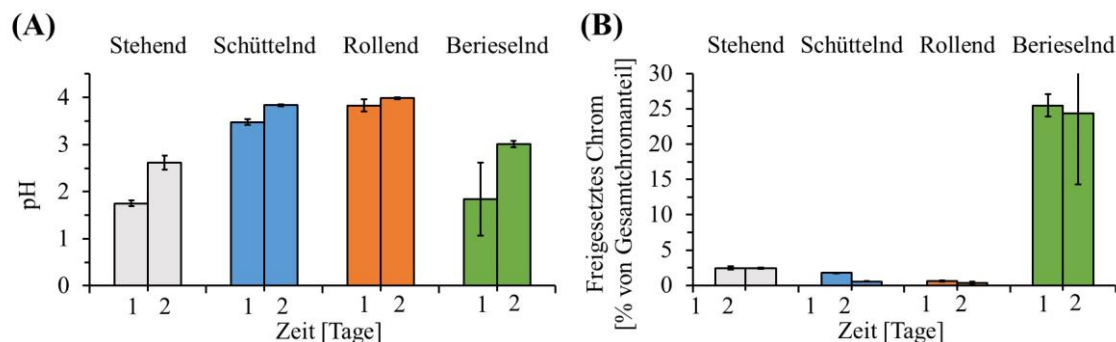 (A)
Stehend Schüttelnd Rollend Berieselnd
pH
4
3
2
1
0
1 2 1 2 1 2 1 2
Zeit [Tage]
(B)
Stehend Schüttelnd Rollend Berieselnd
Freigesetztes Chrom
[% von Gesamtchromanteil]
30
25
20
15
10
5
0
1 2 1 2 1 2 1 2
Zeit [Tage]